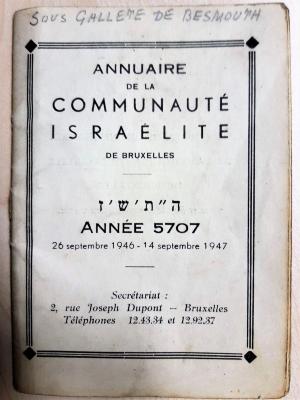 SOUS GALLETE DE BESMOUTH
ANNUAIRE
DE LA
COMMUNAUTÉ
ISRAÉLITE
DE BRUXELLES
ה'ת'ש'ז
ANNÉE 5707
26 septembre 1946 - 14 septembre 1947
Secrétariat :
2, rue Joseph Dupont — Bruxelles
Téléphones 12.43.34 et 12.92.37